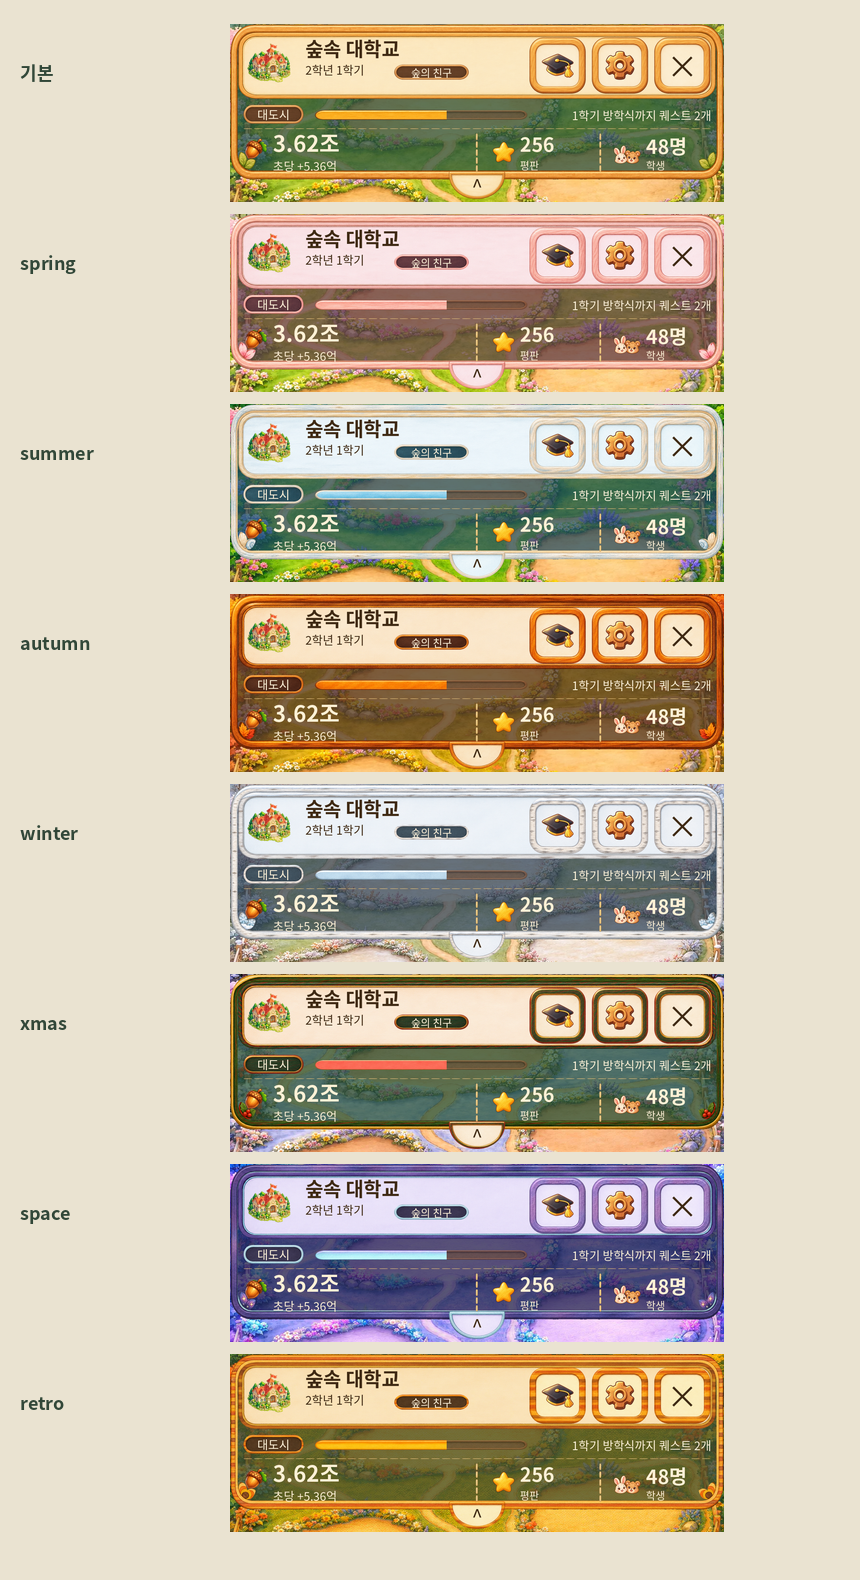 기본
숲속 대학교
2학년 1학기
숲의 친구
대도시
1학기 방학식까지 퀘스트 2개
3.62조
초당 +5.36억
256
평판
48명
학생
^
spring
숲속 대학교
2학년 1학기
숲의 친구
대도시
1학기 방학식까지 퀘스트 2개
3.62조
초당 +5.36억
256
평판
48명
학생
^
summer
숲속 대학교
2학년 1학기
숲의 친구
대도시
1학기 방학식까지 퀘스트 2개
3.62조
초당 +5.36억
256
평판
48명
학생
^
autumn
숲속 대학교
2학년 1학기
숲의 친구
대도시
1학기 방학식까지 퀘스트 2개
3.62조
초당 +5.36억
256
평판
48명
학생
^
winter
숲속 대학교
2학년 1학기
숲의 친구
대도시
1학기 방학식까지 퀘스트 2개
3.62조
초당 +5.36억
256
평판
48명
학생
^
xmas
숲속 대학교
2학년 1학기
숲의 친구
대도시
1학기 방학식까지 퀘스트 2개
3.62조
초당 +5.36억
256
평판
48명
학생
^
space
숲속 대학교
2학년 1학기
숲의 친구
대도시
1학기 방학식까지 퀘스트 2개
3.62조
초당 +5.36억
256
평판
48명
학생
^
retro
숲속 대학교
2학년 1학기
숲의 친구
대도시
1학기 방학식까지 퀘스트 2개
3.62조
초당 +5.36억
256
평판
48명
학생
^